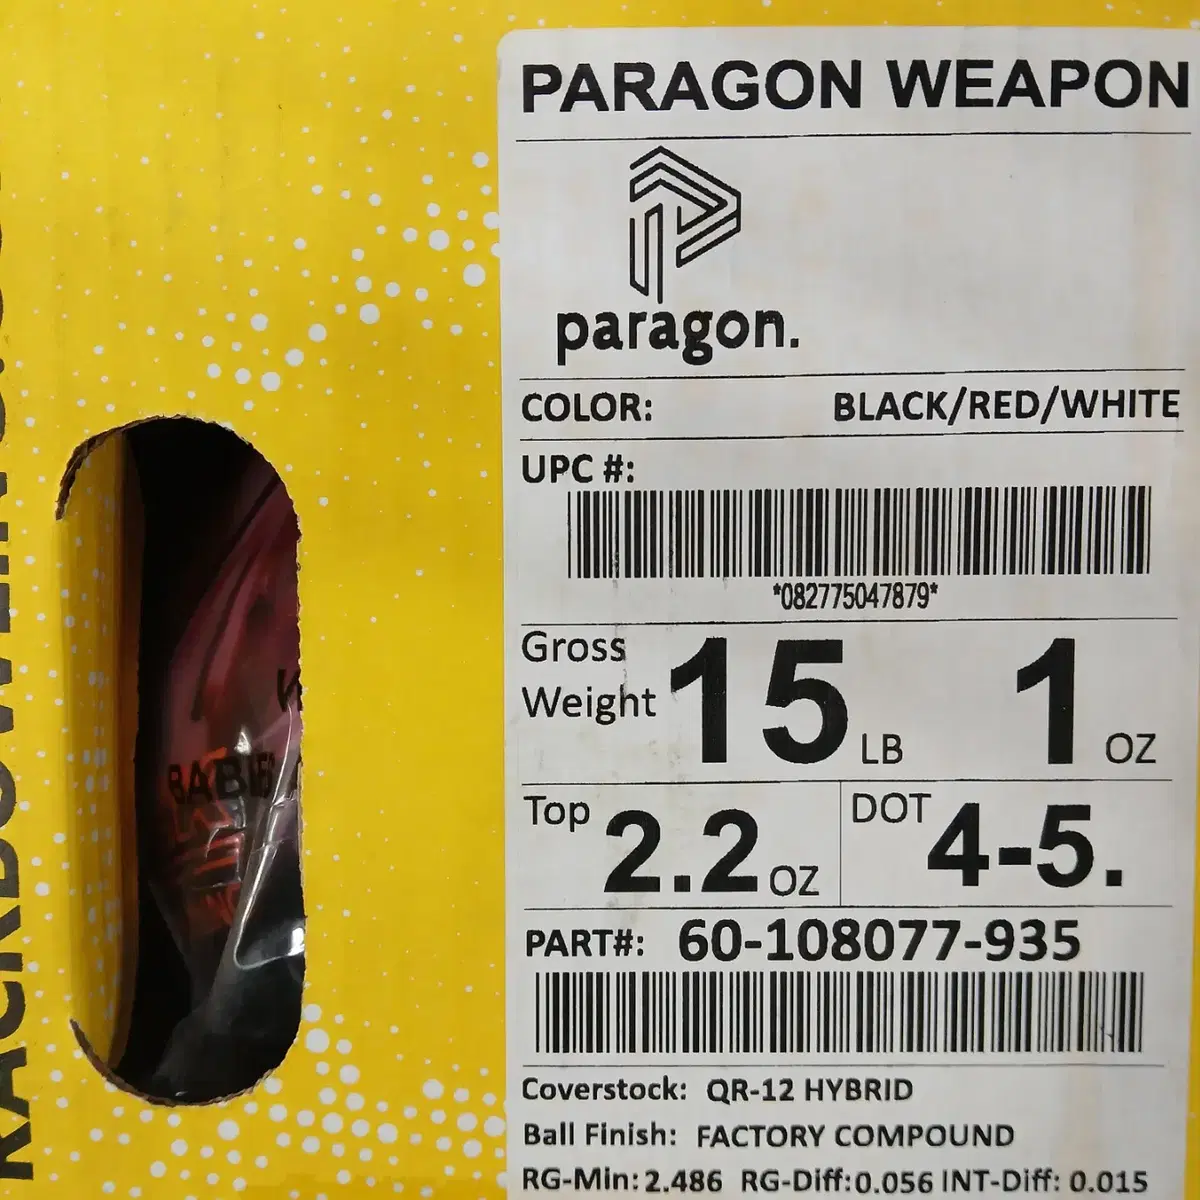 PARAGON WEAPON
paragon.
COLOR: BLACK/RED/WHITE
UPC #:
*082775047879*
Gross Weight 15 LB 1 OZ
Top 2.2 OZ DOT 4-5.
PART#: 60-108077-935
Coverstock: QR-12 HYBRID
Ball Finish: FACTORY COMPOUND
RG-Min: 2.486 RG-Diff: 0.056 INT-Diff: 0.015